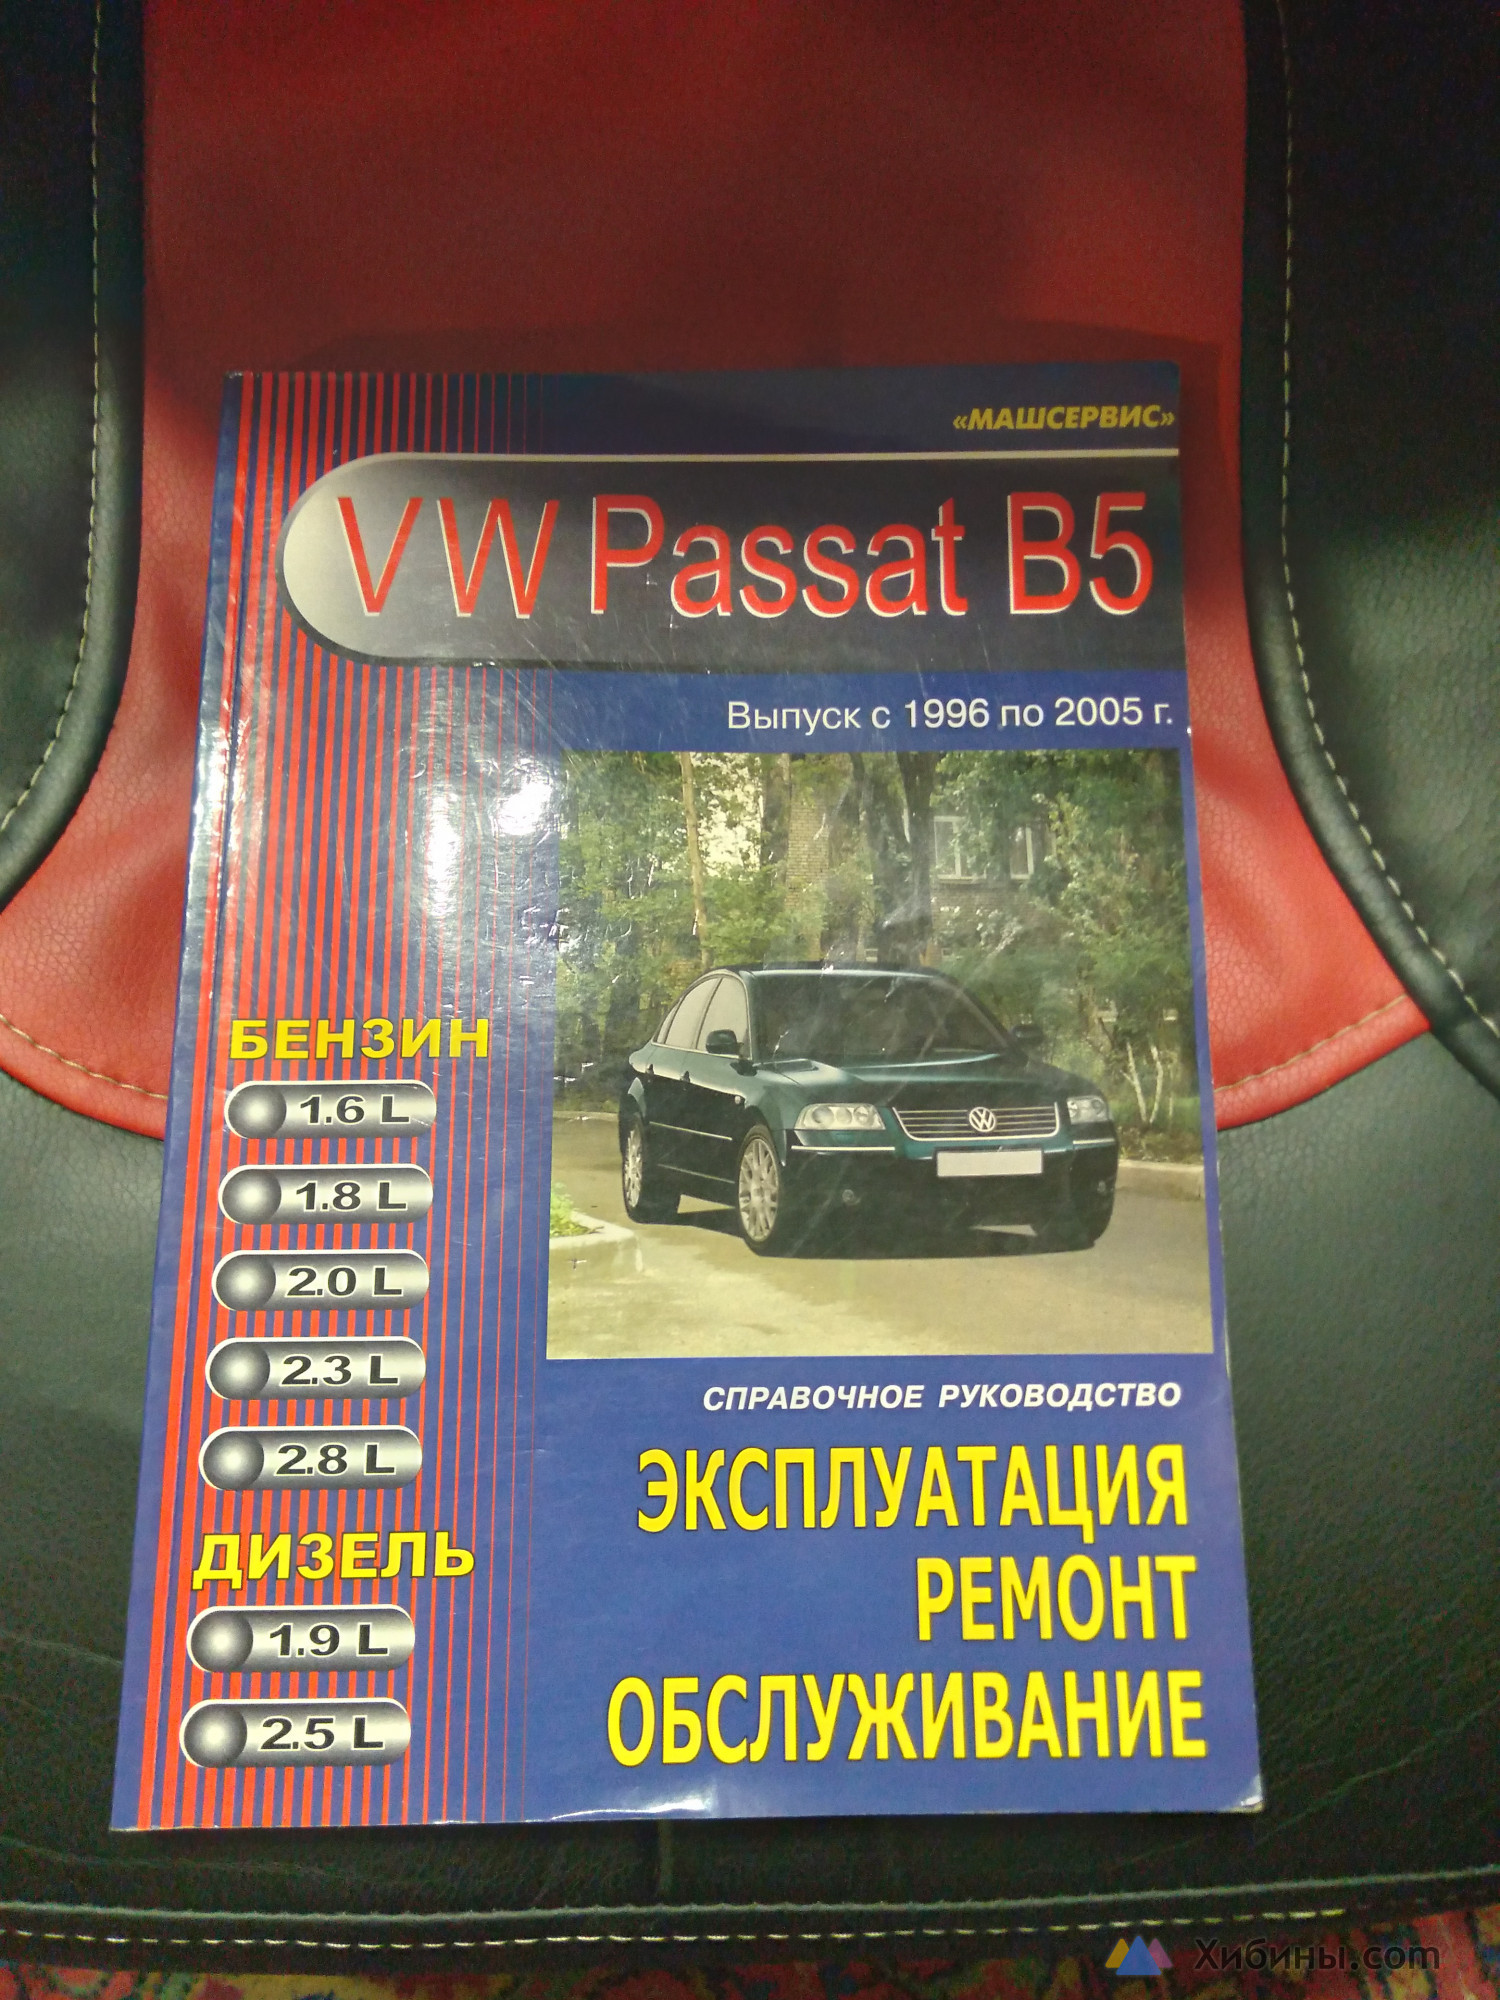 «МАШСЕРВИС»
VW Passat B5
Выпуск с 1996 по 2005 г.
БЕНЗИН
1.6 L
1.8 L
2.0 L
2.3 L
2.8 L
ДИЗЕЛЬ
1.9 L
2.5 L
СПРАВОЧНОЕ РУКОВОДСТВО
ЭКСПЛУАТАЦИЯ
РЕМОНТ
ОБСЛУЖИВАНИЕ
Хибины.com